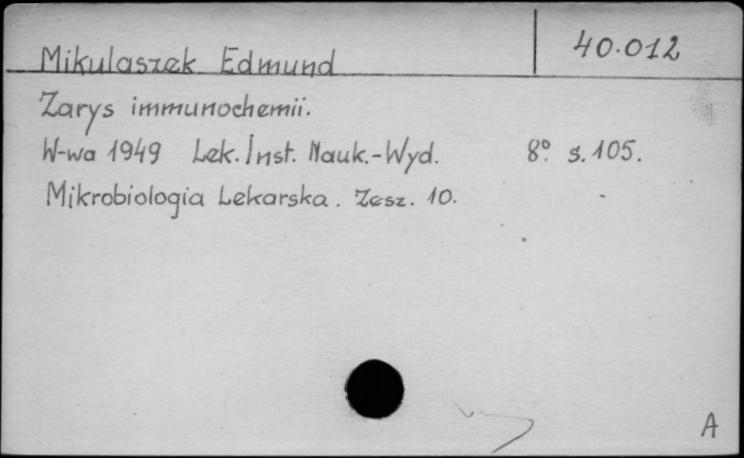 Mikulaszek Edmund 40.012
Zarys immunochemii.
W-wa 1949 Lek. Inst. Nauk.-Wyd. 8° s. 105.
Mikrobiologia Lekarska. Zesz. 10.
A